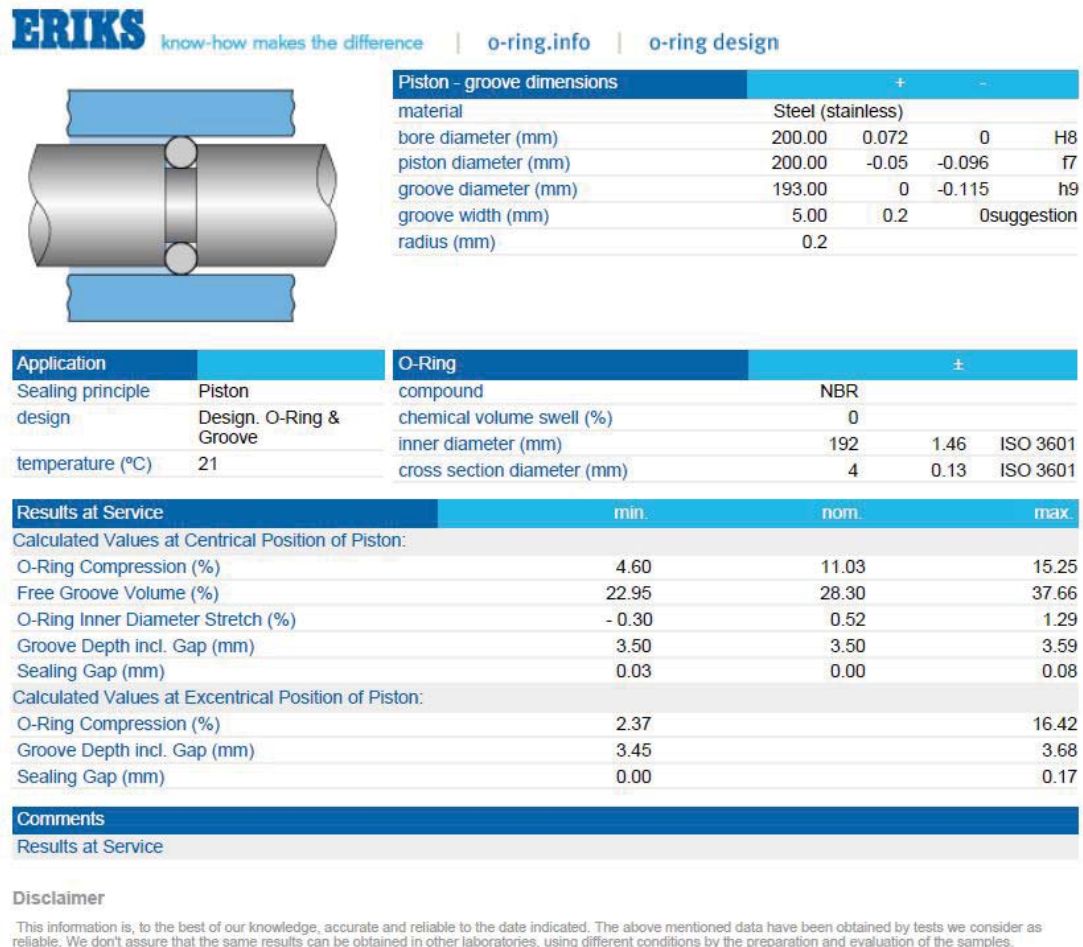 ERIKS know-how makes the difference | o-ring.info | o-ring design
Piston - groove dimensions + -
material Steel (stainless)
bore diameter (mm) 200.00 0.072 0 H8
piston diameter (mm) 200.00 -0.05 -0.096 f7
groove diameter (mm) 193.00 0 -0.115 h9
groove width (mm) 5.00 0.2 0suggestion
radius (mm) 0.2
Application
Sealing principle Piston
design Design. O-Ring &
Groove
temperature (ºC) 21
O-Ring ±
compound NBR
chemical volume swell (%) 0
inner diameter (mm) 192 1.46 ISO 3601
cross section diameter (mm) 4 0.13 ISO 3601
Results at Service min. nom. max.
Calculated Values at Centrical Position of Piston:
O-Ring Compression (%) 4.60 11.03 15.25
Free Groove Volume (%) 22.95 28.30 37.66
O-Ring Inner Diameter Stretch (%) - 0.30 0.52 1.29
Groove Depth incl. Gap (mm) 3.50 3.50 3.59
Sealing Gap (mm) 0.03 0.00 0.08
Calculated Values at Excentrical Position of Piston:
O-Ring Compression (%) 2.37 16.42
Groove Depth incl. Gap (mm) 3.45 3.68
Sealing Gap (mm) 0.00 0.17
Comments
Results at Service
Disclaimer
This information is, to the best of our knowledge, accurate and reliable to the date indicated. The above mentioned data have been obtained by tests we consider as
reliable. We don't assure that the same results can be obtained in other laboratories, using different conditions by the preparation and evaluation of the samples.